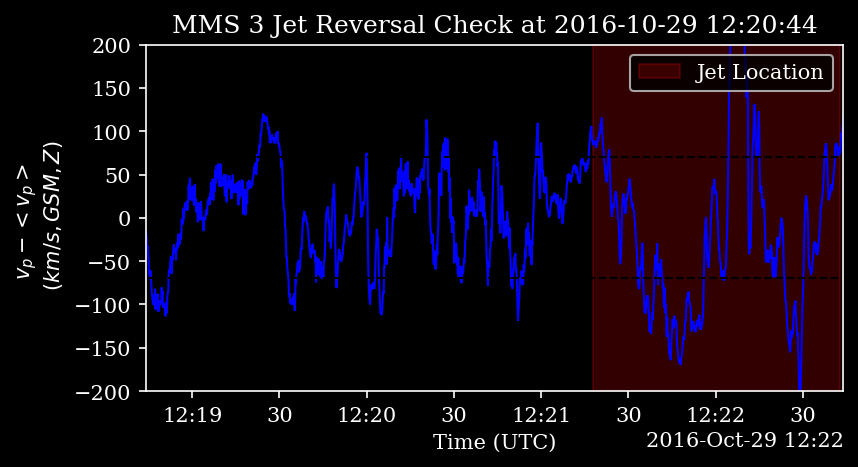 MMS 3 Jet Reversal Check at 2016-10-29 12:20:44
Jet Location
200
150
100
50
0
−50
−100
−150
−200
v_p − < v_p >
(km/s, GSM, Z)
12:19 30 12:20 30 12:21 30 12:22 30
Time (UTC)
2016-Oct-29 12:22